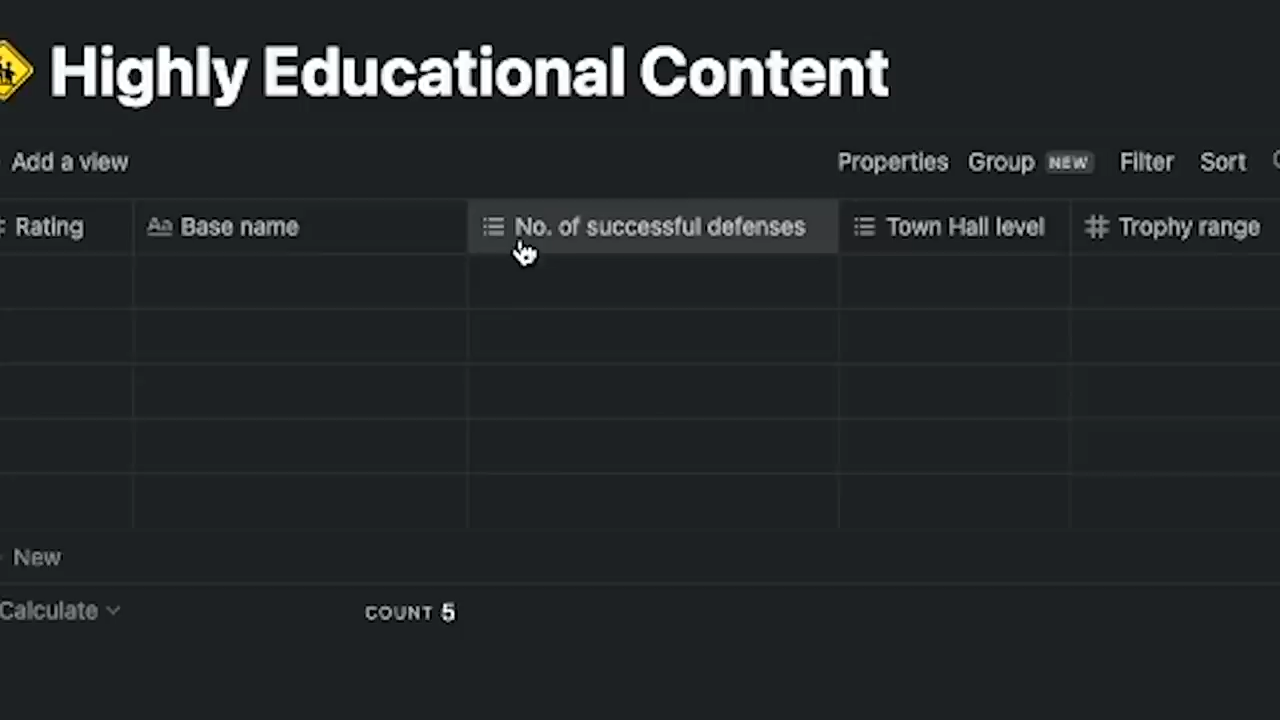 Highly Educational Content
Add a view Properties Group NEW Filter Sort
Rating Aa Base name No. of successful defenses Town Hall level # Trophy range
New
Calculate COUNT 5